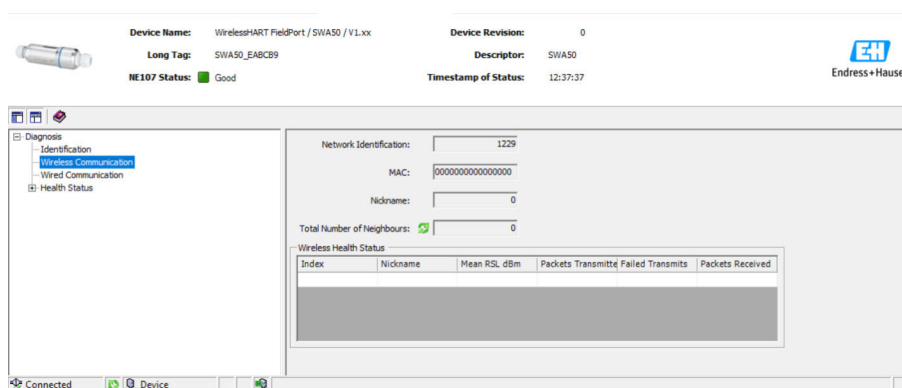 Device Name: WirelessHART FieldPort / SWA50 / V1.xx Device Revision: 0
Long Tag: SWA50_EABCB9 Descriptor: SWA50
NE107 Status: Good Timestamp of Status: 12:37:37
EH
Endress+Hause
Diagnosis
Identification
Wireless Communication
Wired Communication
Health Status
Network Identification: 1229
MAC: 0000000000000000
Nickname: 0
Total Number of Neighbours: 0
Wireless Health Status
Index Nickname Mean RSL dBm Packets Transmitte Failed Transmits Packets Received
Connected Device